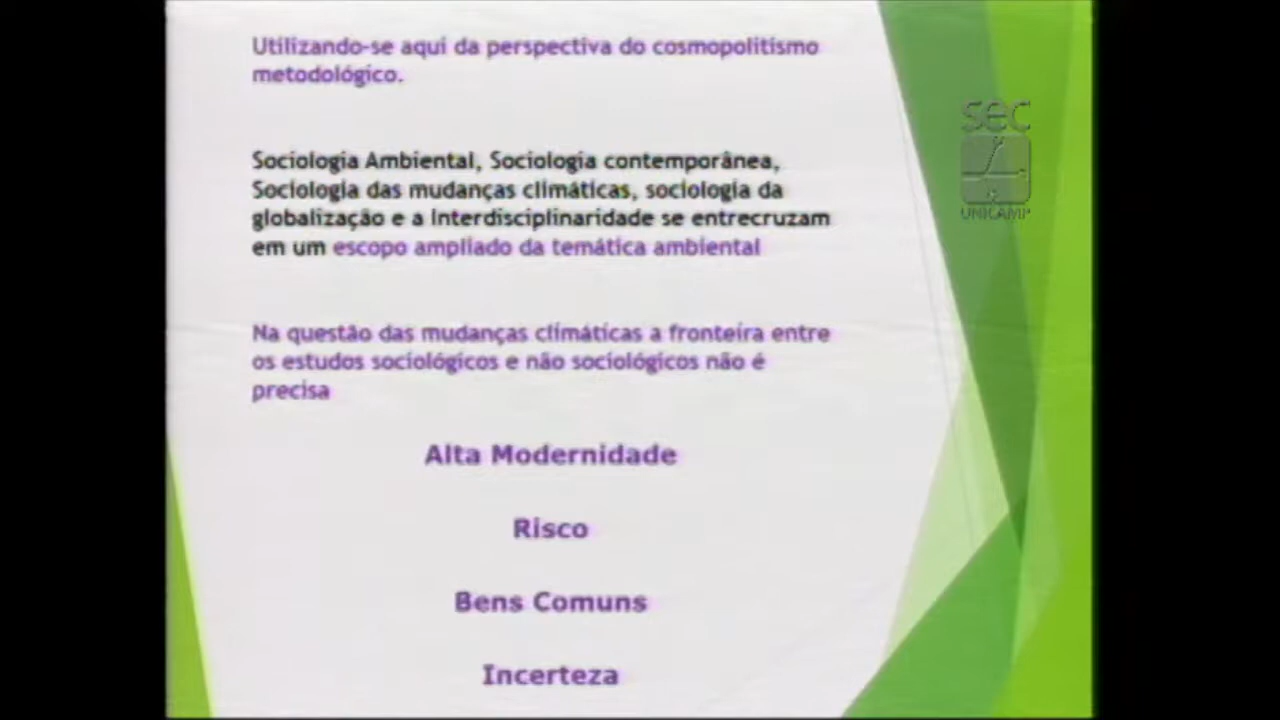 Utilizando-se aqui da perspectiva do cosmopolitismo
metodológico.
Sociologia Ambiental, Sociologia contemporânea,
Sociologia das mudanças climáticas, sociologia da
globalização e a Interdisciplinaridade se entrecruzam
em um escopo ampliado da temática ambiental
Na questão das mudanças climáticas a fronteira entre
os estudos sociológicos e não sociológicos não é
precisa
Alta Modernidade
Risco
Bens Comuns
Incerteza
sec
UNICAMP